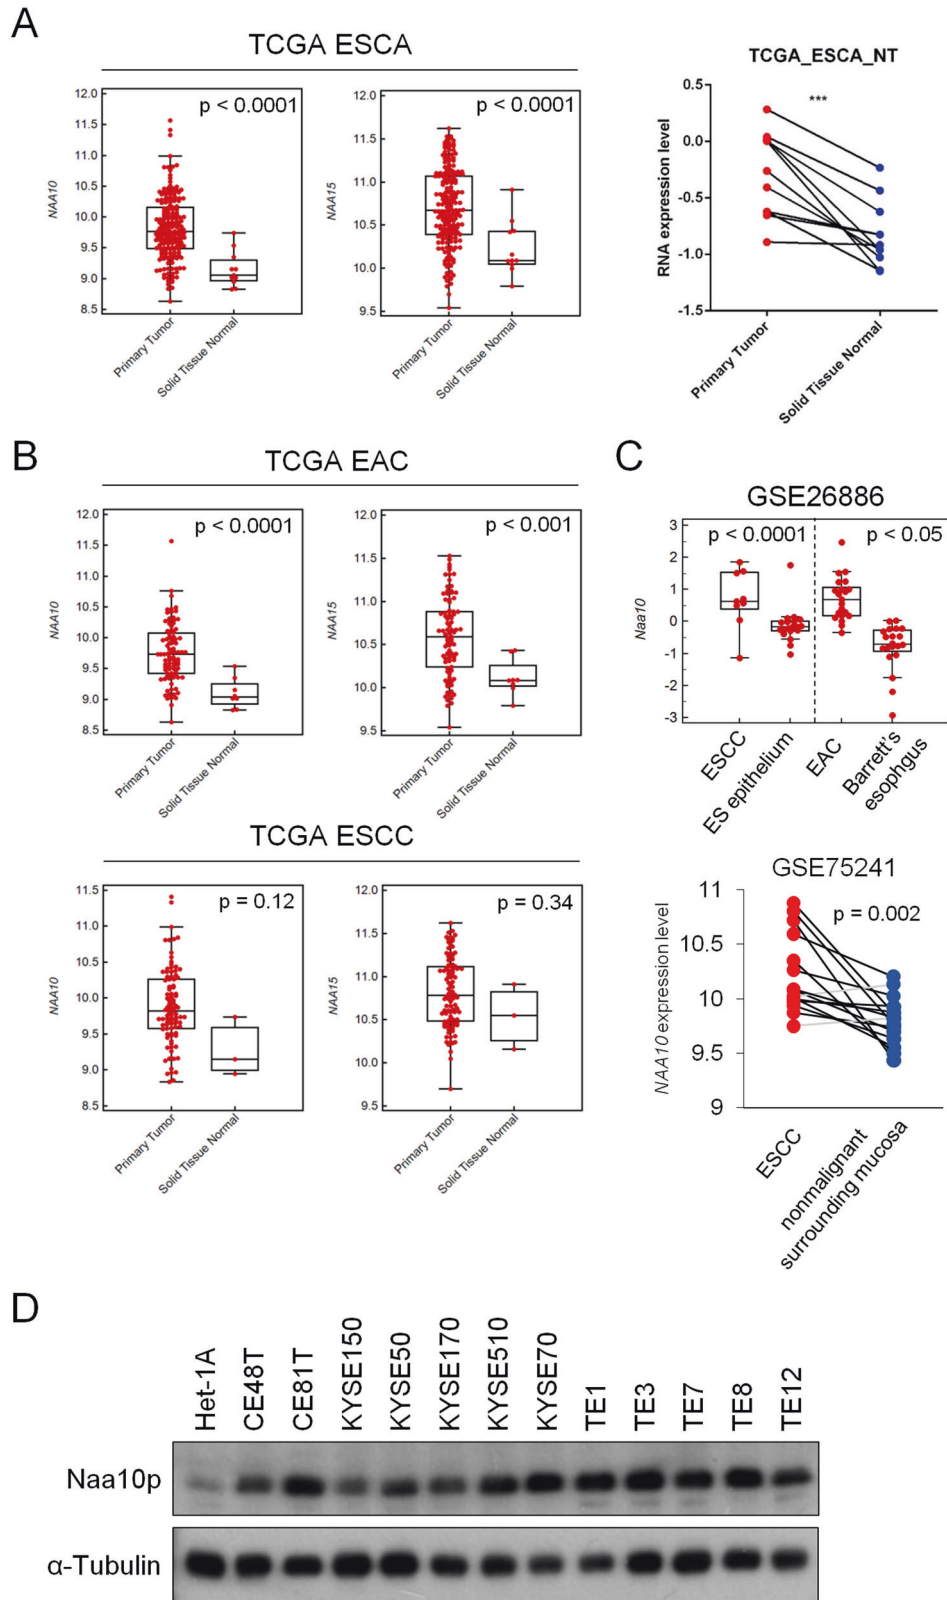 A
TCGA ESCA
p < 0.0001
12.0
11.5
11.0
10.5
10.0
9.5
9.0
8.5
NAA10
Primary Tumor
Solid Tissue Normal
p < 0.0001
12.0
11.5
11.0
10.5
10.0
9.5
NAA15
Primary Tumor
Solid Tissue Normal
TCGA_ESCA_NT
***
0.5
0.0
-0.5
-1.0
-1.5
RNA expression level
Primary Tumor
Solid Tissue Normal
B
TCGA EAC
p < 0.0001
12.0
11.5
11.0
10.5
10.0
9.5
9.0
8.5
NAA10
Primary Tumor
Solid Tissue Normal
p < 0.001
12.0
11.5
11.0
10.5
10.0
9.5
NAA15
Primary Tumor
Solid Tissue Normal
TCGA ESCC
p = 0.12
11.5
11.0
10.5
10.0
9.5
9.0
8.5
NAA10
Primary Tumor
Solid Tissue Normal
p = 0.34
12.0
11.5
11.0
10.5
10.0
9.5
NAA15
Primary Tumor
Solid Tissue Normal
C
GSE26886
p < 0.0001
p < 0.05
3
2
1
0
-1
-2
-3
Naa10
ESCC
ES epithelium
EAC
Barrett's
esophgus
GSE75241
p = 0.002
11
10.5
10
9.5
9
NAA10 expression level
ESCC
nonmalignant
surrounding mucosa
D
Het-1A
CE48T
CE81T
KYSE150
KYSE50
KYSE170
KYSE510
KYSE70
TE1
TE3
TE7
TE8
TE12
Naa10p
α-Tubulin